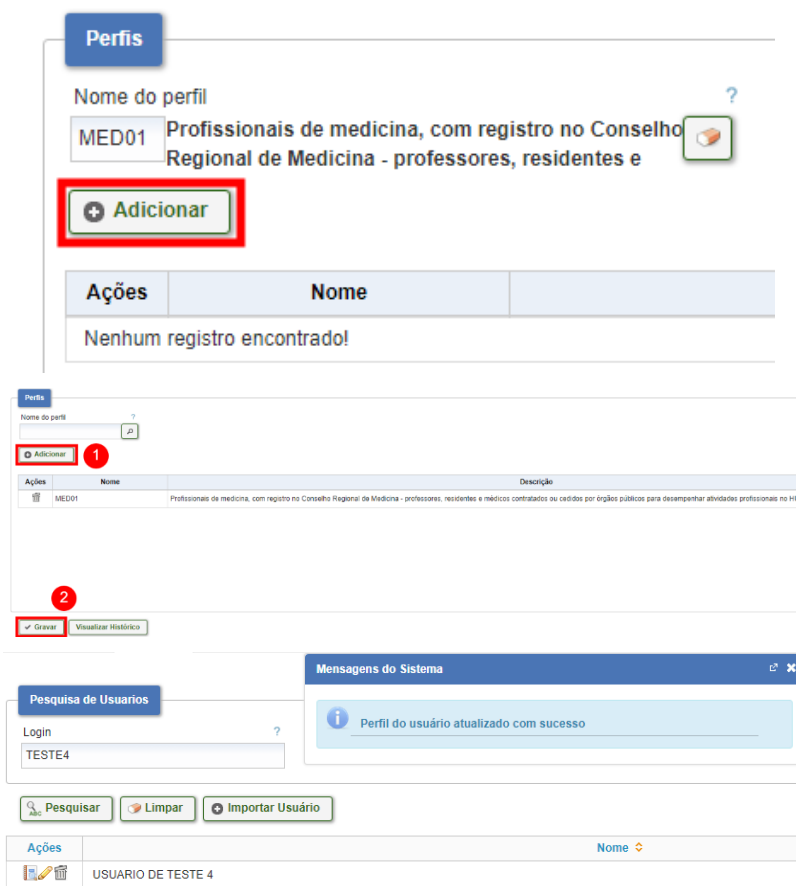 Perfis
Nome do perfil ?
MED01 Profissionais de medicina, com registro no Conselho
Regional de Medicina - professores, residentes e
Adicionar
Ações Nome
Nenhum registro encontrado!
Perfis
Nome do perfil ?
Adicionar 1
Ações Nome Descrição
MED01 Profissionais de medicina, com registro no Conselho Regional de Medicina - professores, residentes e médicos contratados ou cedidos por órgãos públicos para desempenhar atividades profissionais no
2
Gravar Visualizar Histórico
Mensagens do Sistema
Perfil do usuário atualizado com sucesso
Pesquisa de Usuarios
Login ?
TESTE4
ABC Pesquisar Limpar Importar Usuário
Ações Nome
USUARIO DE TESTE 4